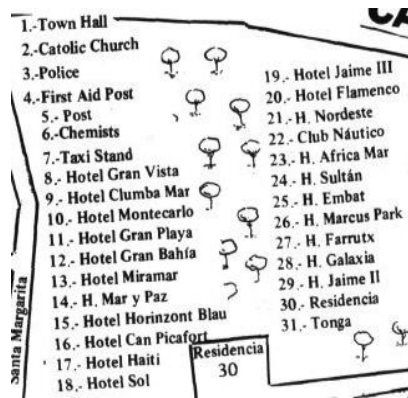 CA
1.-Town Hall
2.-Catolic Church
3.-Police
4.-First Aid Post
5.- Post
6.-Chemists
7.-Taxi Stand
8.- Hotel Gran Vista
9.- Hotel Clumba Mar
10.- Hotel Montecarlo
11.- Hotel Gran Playa
12.- Hotel Gran Bahía
13.- Hotel Miramar
14.- H. Mar y Paz
15.- Hotel Horinzont Blau
16.- Hotel Can Picafort
17.- Hotel Haiti
18.- Hotel Sol
19.- Hotel Jaime III
20.- Hotel Flamenco
21.- H. Nordeste
22.- Club Náutico
23.- H. Africa Mar
24.- H. Sultán
25.- H. Embat
26.- H. Marcus Park
27.- H. Farrutx
28.- H. Galaxia
29.- H. Jaime II
30.- Residencia
31.- Tonga
Residencia
30
Santa Margarita